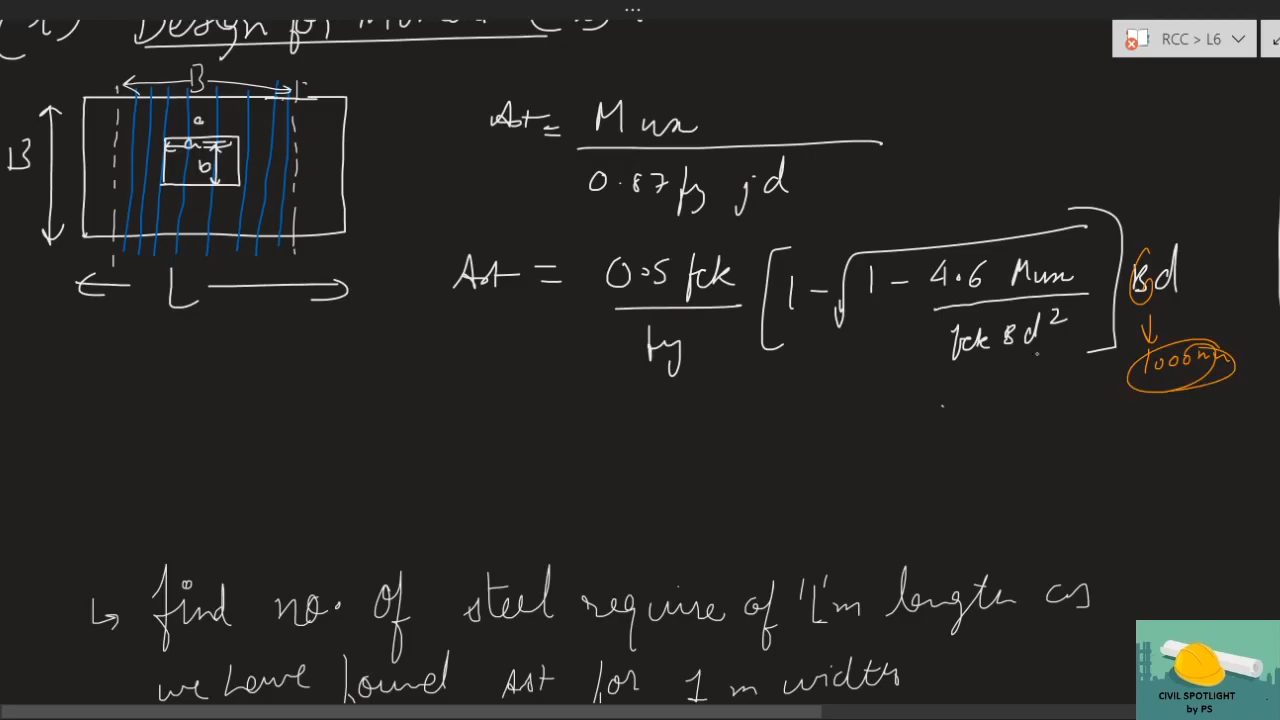 (i) Design for
RCC > L6
B
a
a
b
B
L
Ast = Mux
0.87 fy j.d
Ast = 0.5 fck [1 - √1 - 4.6 Mux ] Bd
fy fck B d²
1000mm
↳ find no. of steel require of 'L'm length as
we have found Ast for 1 m width
CIVIL SPOTLIGHT
by PS